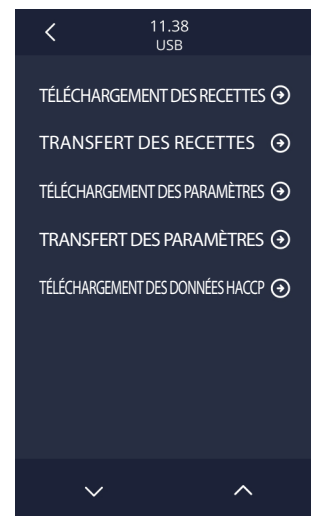 11.38
USB
TÉLÉCHARGEMENT DES RECETTES
TRANSFERT DES RECETTES
TÉLÉCHARGEMENT DES PARAMÈTRES
TRANSFERT DES PARAMÈTRES
TÉLÉCHARGEMENT DES DONNÉES HACCP